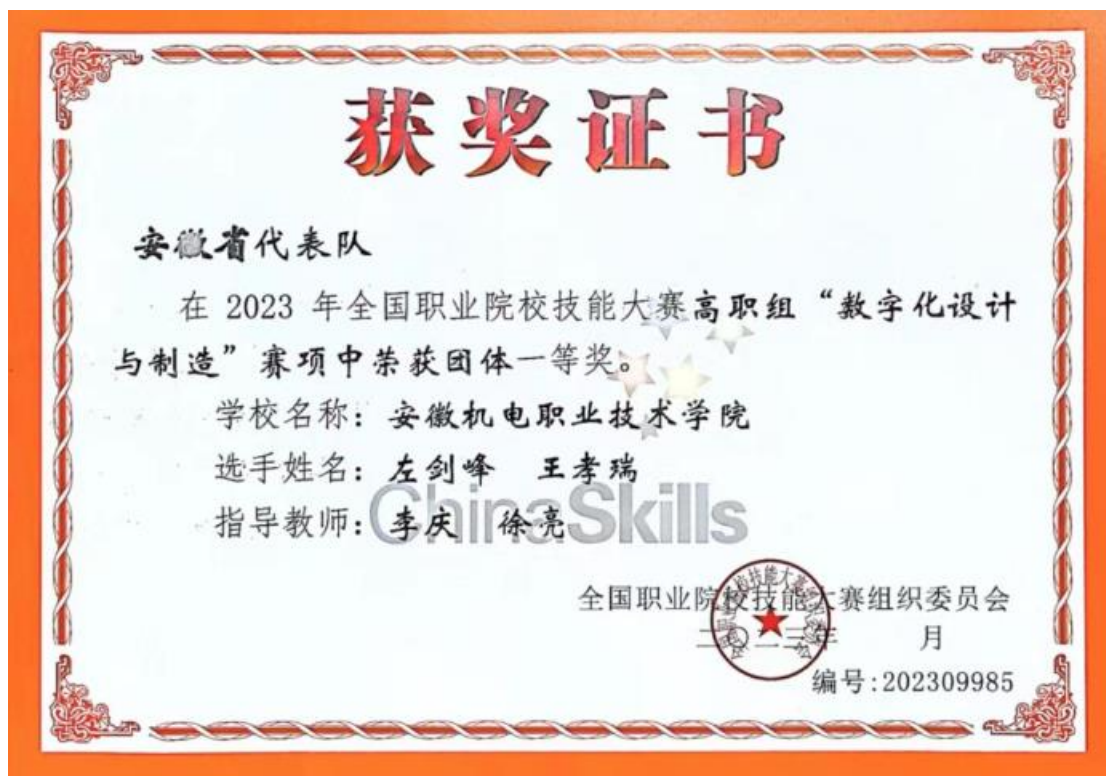 获奖证书
安徽省代表队
在 2023 年全国职业院校技能大赛高职组“数字化设计
与制造”赛项中荣获团体一等奖。
学校名称：安徽机电职业技术学院
选手姓名：左剑峰 王孝瑞
指导教师：李庆 徐亮
ChinaSkills
全国职业院校技能大赛组织委员会
二〇二三年 月
编号:202309985